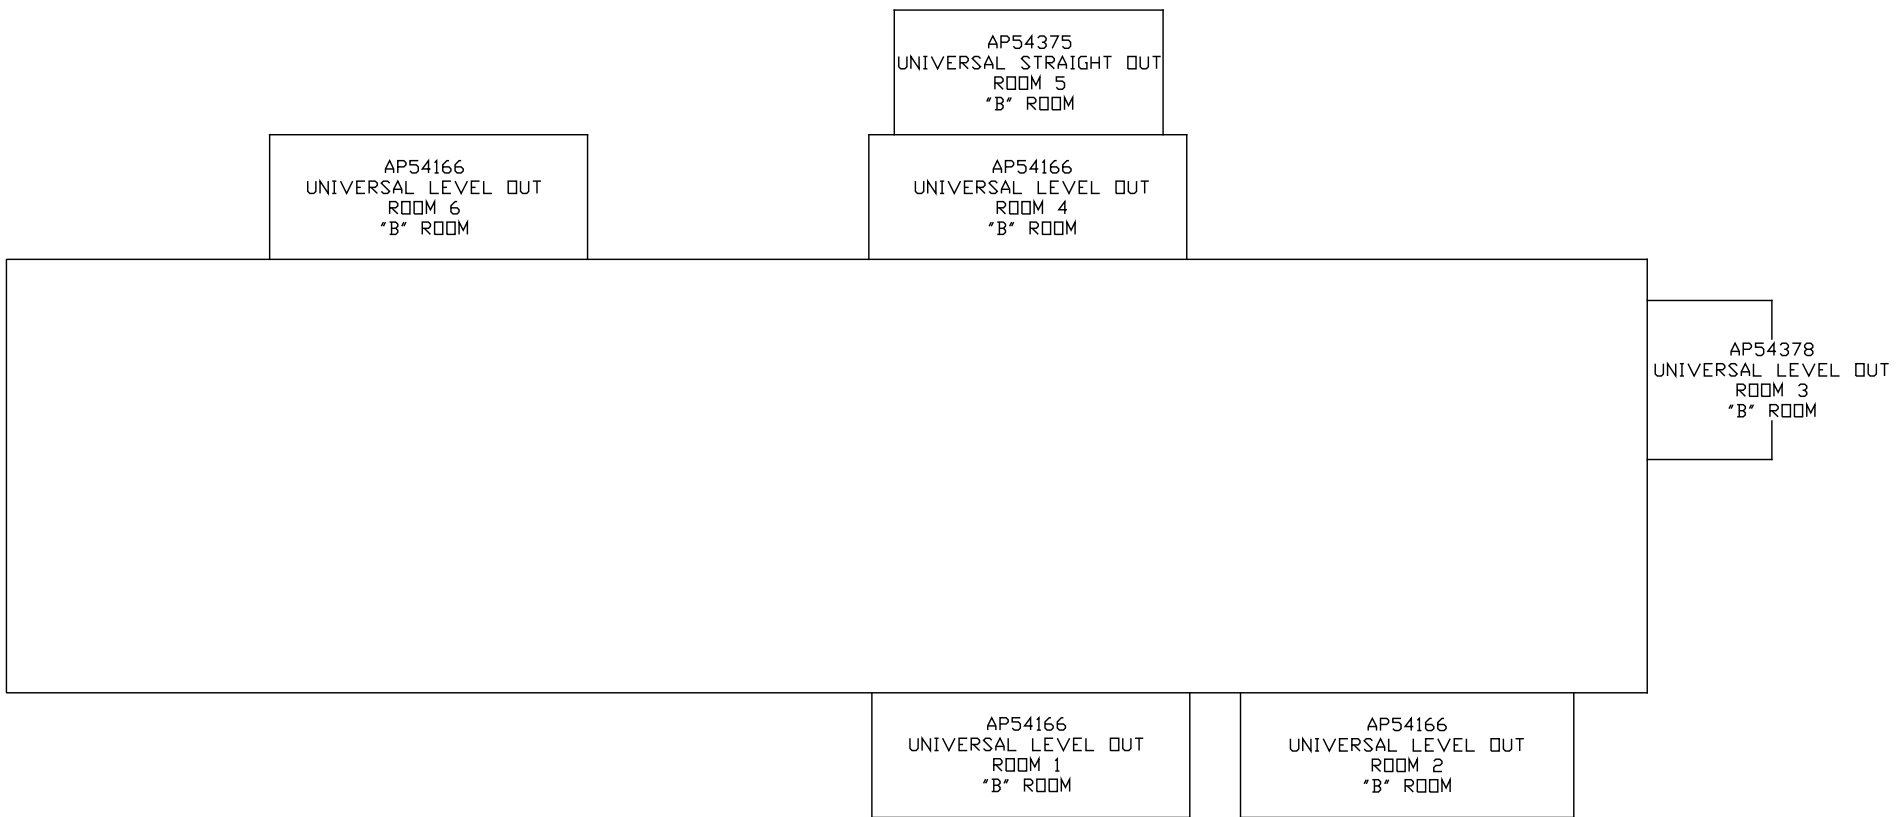 AP54375
UNIVERSAL STRAIGHT OUT
ROOM 5
"B" ROOM
AP54166
UNIVERSAL LEVEL OUT
ROOM 6
"B" ROOM
AP54166
UNIVERSAL LEVEL OUT
ROOM 4
"B" ROOM
AP54378
UNIVERSAL LEVEL OUT
ROOM 3
"B" ROOM
AP54166
UNIVERSAL LEVEL OUT
ROOM 1
"B" ROOM
AP54166
UNIVERSAL LEVEL OUT
ROOM 2
"B" ROOM